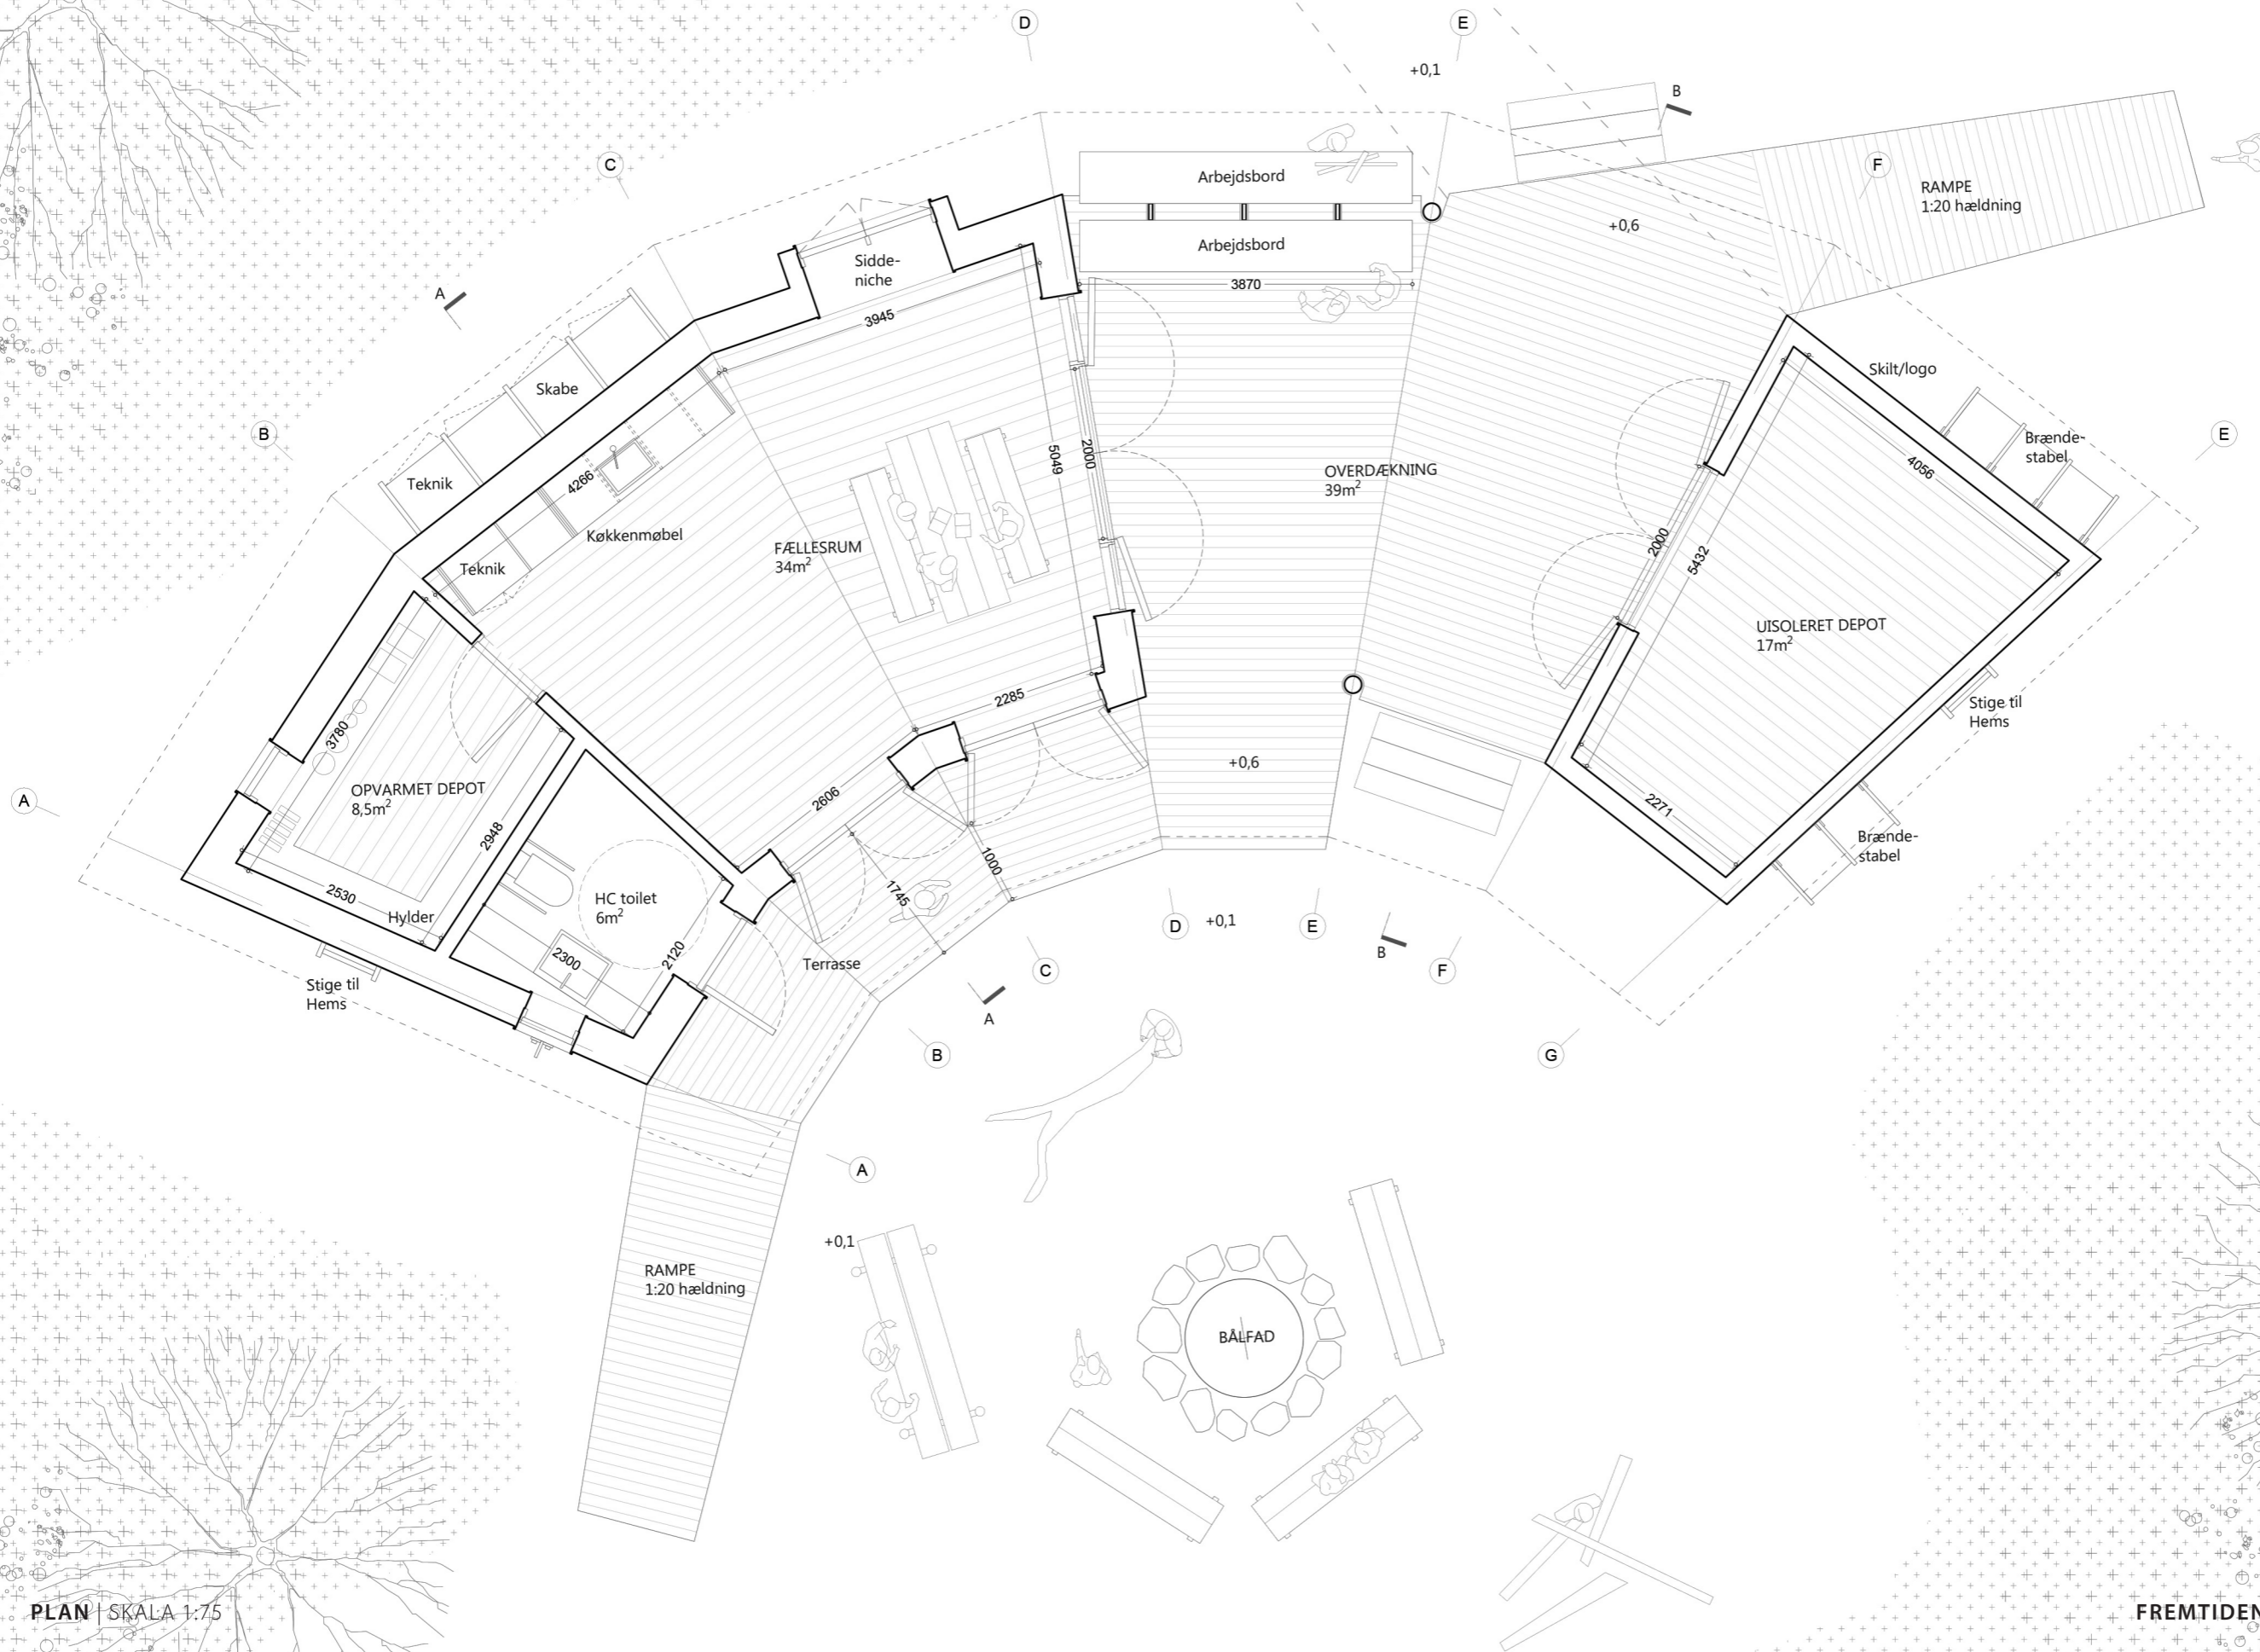 D
E
+0,1
B
C
F
Arbejdsbord
RAMPE
1:20 hældning
+0,6
Arbejdsbord
Sidde-
niche
3870
A
3945
Skilt/logo
Skabe
B
E
Brænde-
stabel
2000
5049
4056
OVERDÆKNING
39m²
Teknik
4266
Køkkenmøbel
FÆLLESRUM
34m²
2000
5432
Teknik
UISOLERET DEPOT
17m²
2285
Stige til
Hems
3780
+0,6
OPVARMET DEPOT
8,5m²
A
2606
2271
2948
Brænde-
stabel
1000
1745
2530
HC toilet
6m²
Hylder
D
+0,1
E
2300
2120
B
Terrasse
C
F
Stige til
Hems
A
B
G
A
+0,1
RAMPE
1:20 hældning
BÅLFAD
PLAN | SKALA 1:75
FREMTIDEN